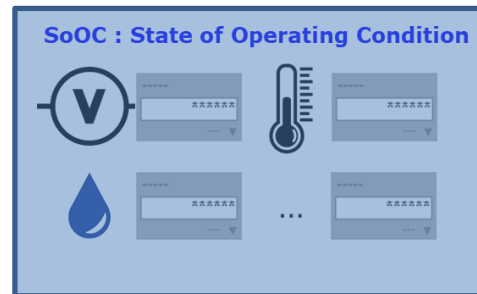 SoOC : State of Operating Condition
V
----- -----
****** ******
--- ▼ --- ▼
----- -----
****** ******
... 
--- ▼ --- ▼